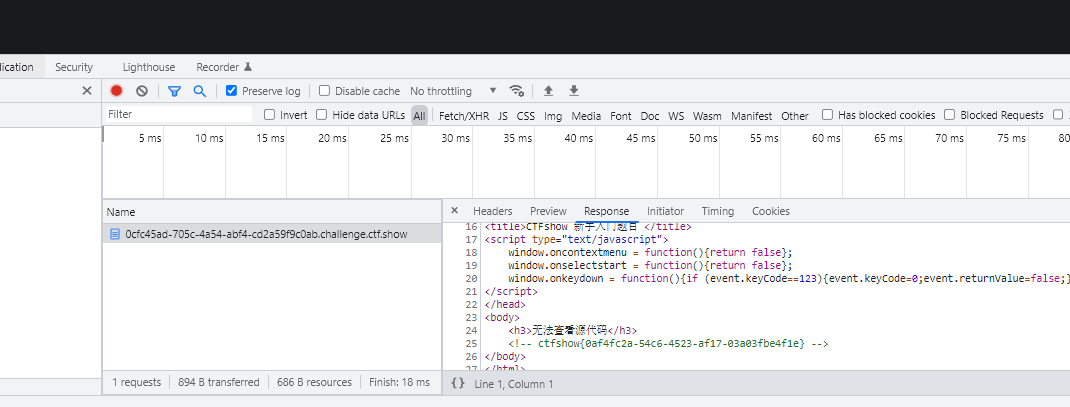 lication Security Lighthouse Recorder
Preserve log Disable cache No throttling
Filter Invert Hide data URLs All Fetch/XHR JS CSS Img Media Font Doc WS Wasm Manifest Other Has blocked cookies Blocked Requests
5 ms 10 ms 15 ms 20 ms 25 ms 30 ms 35 ms 40 ms 45 ms 50 ms 55 ms 60 ms 65 ms 70 ms 75 ms 80
Name
0cfc45ad-705c-4a54-abf4-cd2a59f9c0ab.challenge.ctf.show
1 requests 894 B transferred 686 B resources Finish: 18 ms
Headers Preview Response Initiator Timing Cookies
16 <title>CTFshow 新手入门题目 </title>
17 <script type="text/javascript">
18 window.oncontextmenu = function(){return false};
19 window.onselectstart = function(){return false};
20 window.onkeydown = function(){if (event.keyCode==123){event.keyCode=0;event.returnValue=false;}
21 </script>
22 </head>
23 <body>
24 <h3>无法查看源代码</h3>
25 <!-- ctfshow{0af4fc2a-54c6-4523-af17-03a03fbe4f1e} -->
26 </body>
27 </html>
{} Line 1, Column 1